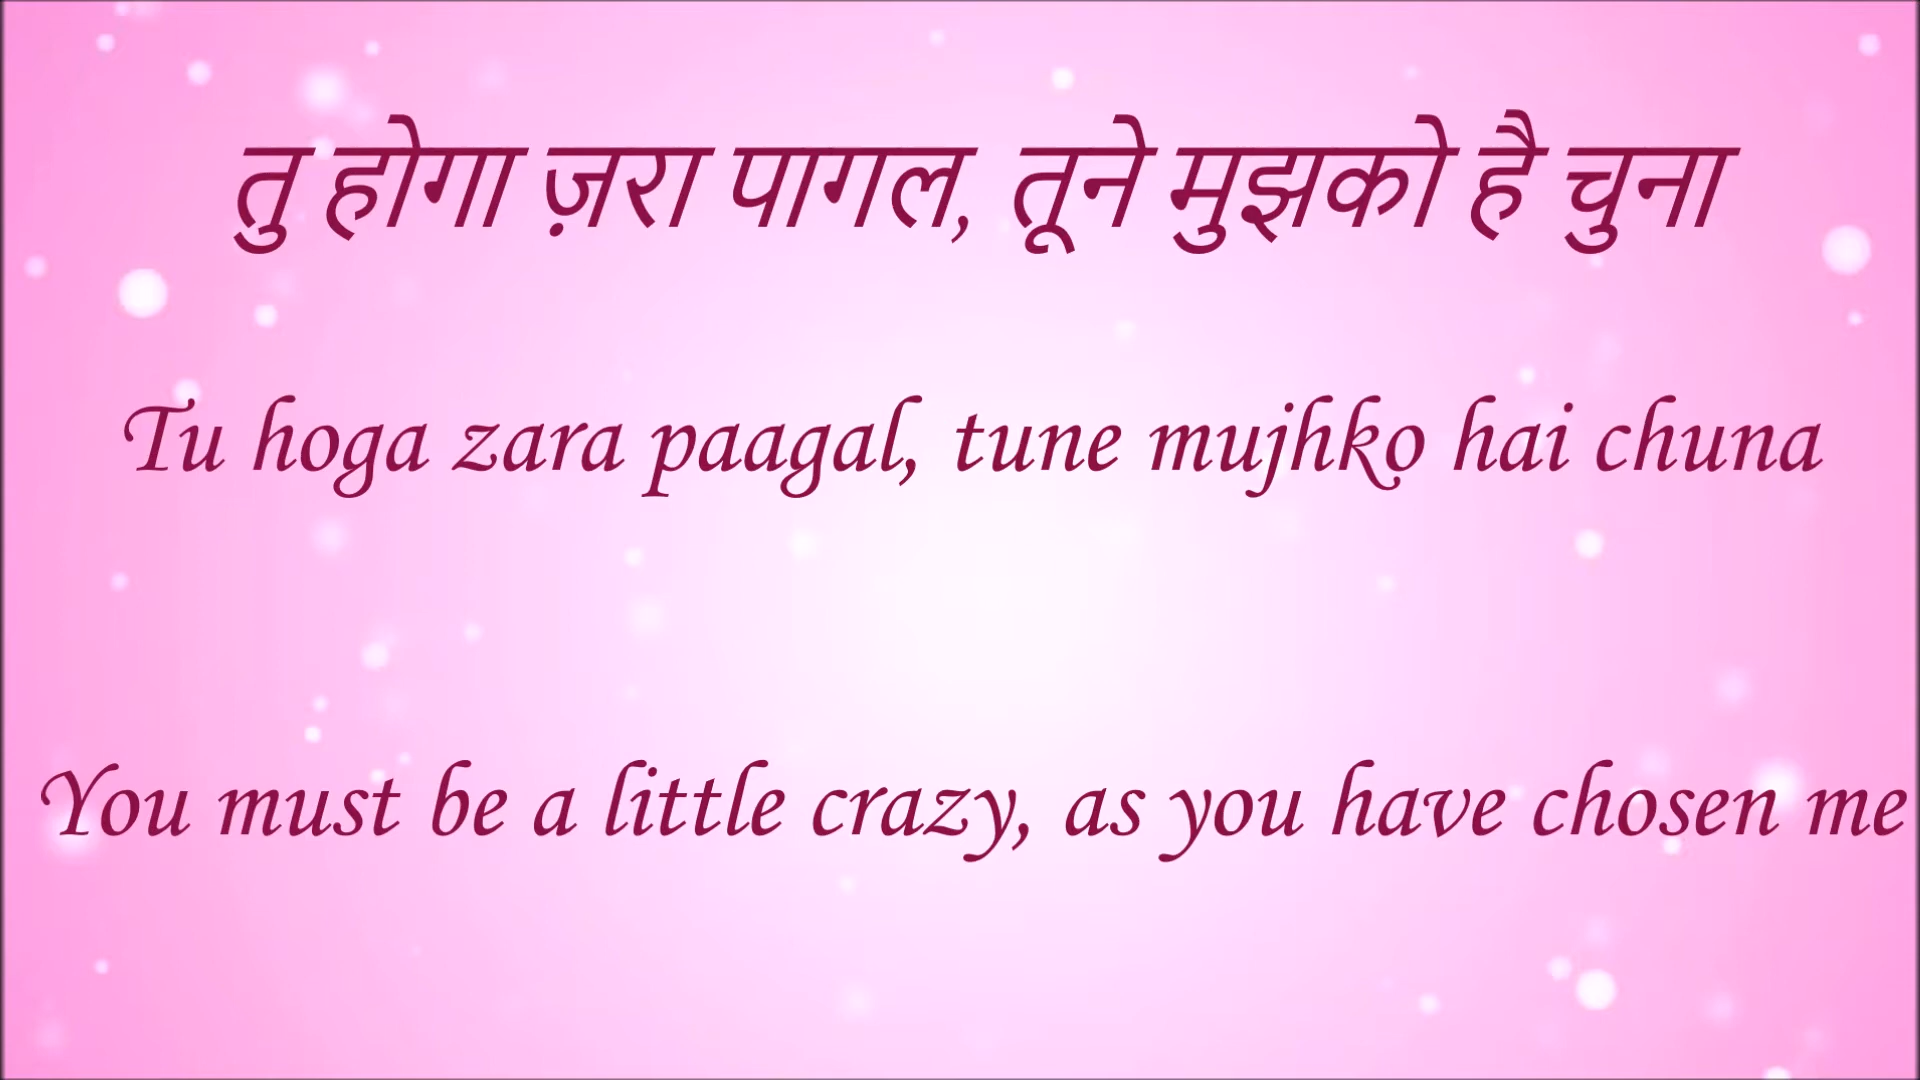 तु होगा ज़रा पागल, तूने मुझको है चुना
Tu hoga zara paagal, tune mujhko hai chuna
You must be a little crazy, as you have chosen me